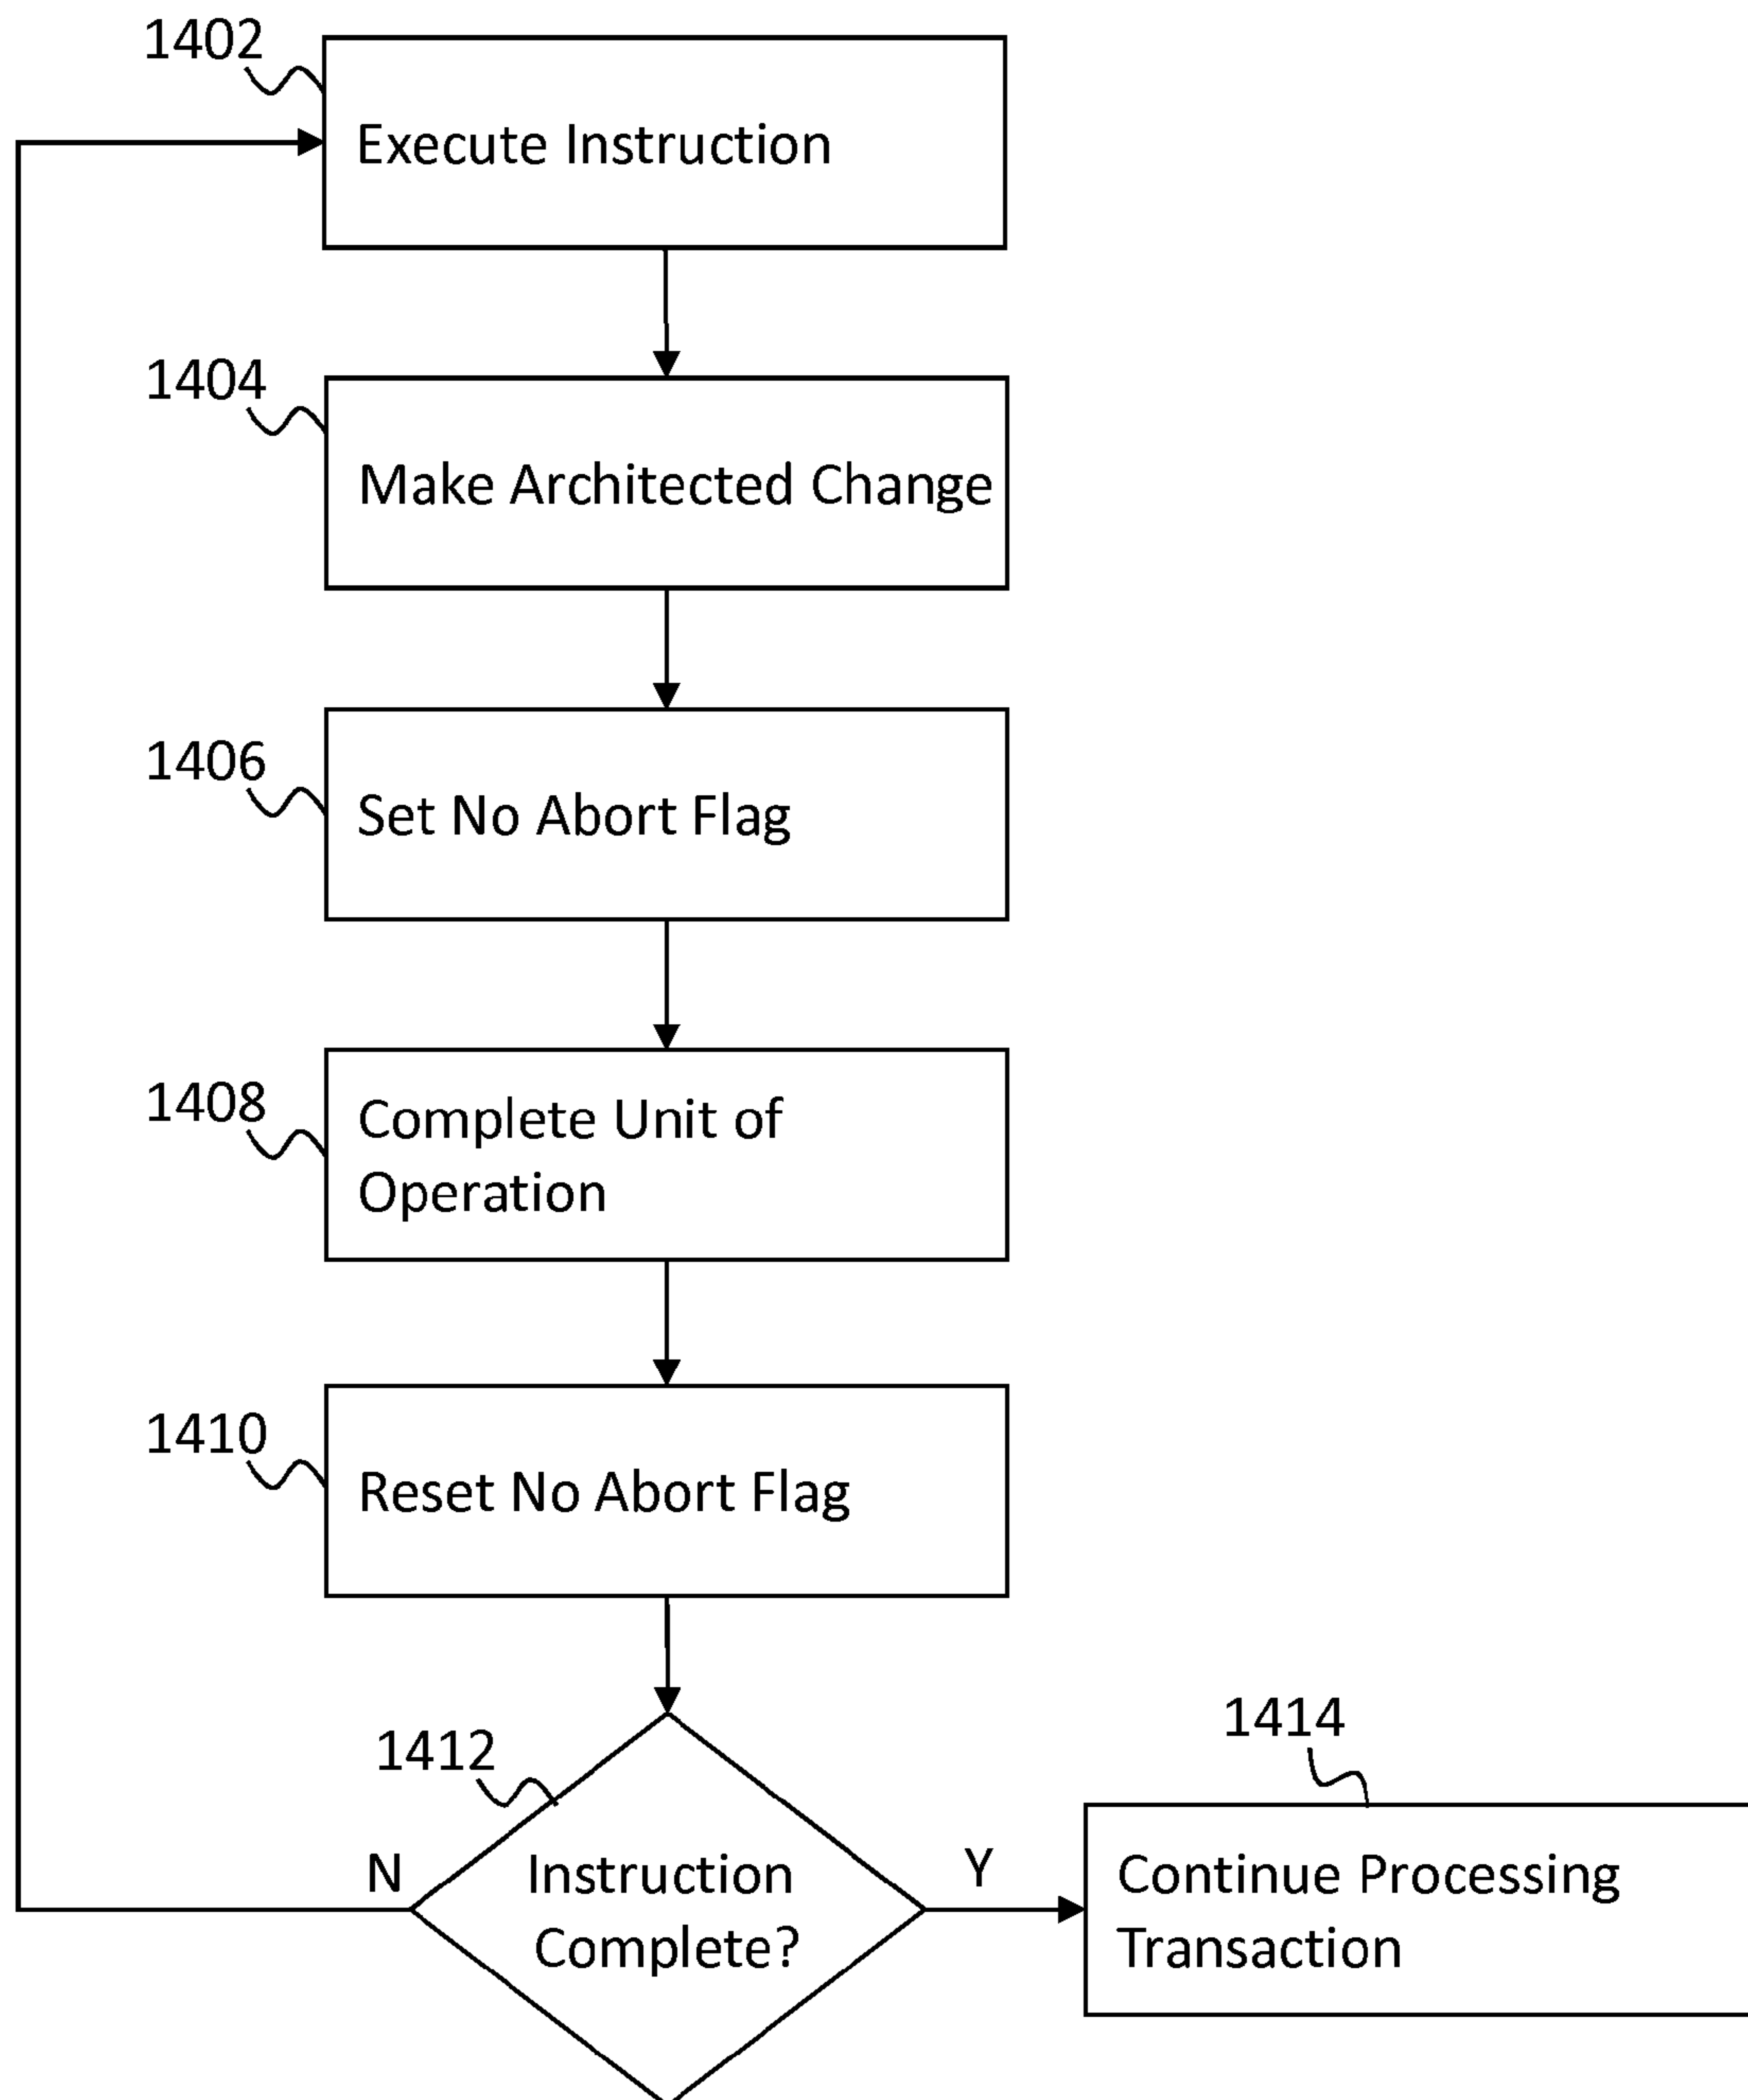 1402
Execute Instruction
1404
Make Architected Change
1406
Set No Abort Flag
1408
Complete Unit of
Operation
1410
Reset No Abort Flag
1412
Instruction
Complete?
N
Y
1414
Continue Processing
Transaction